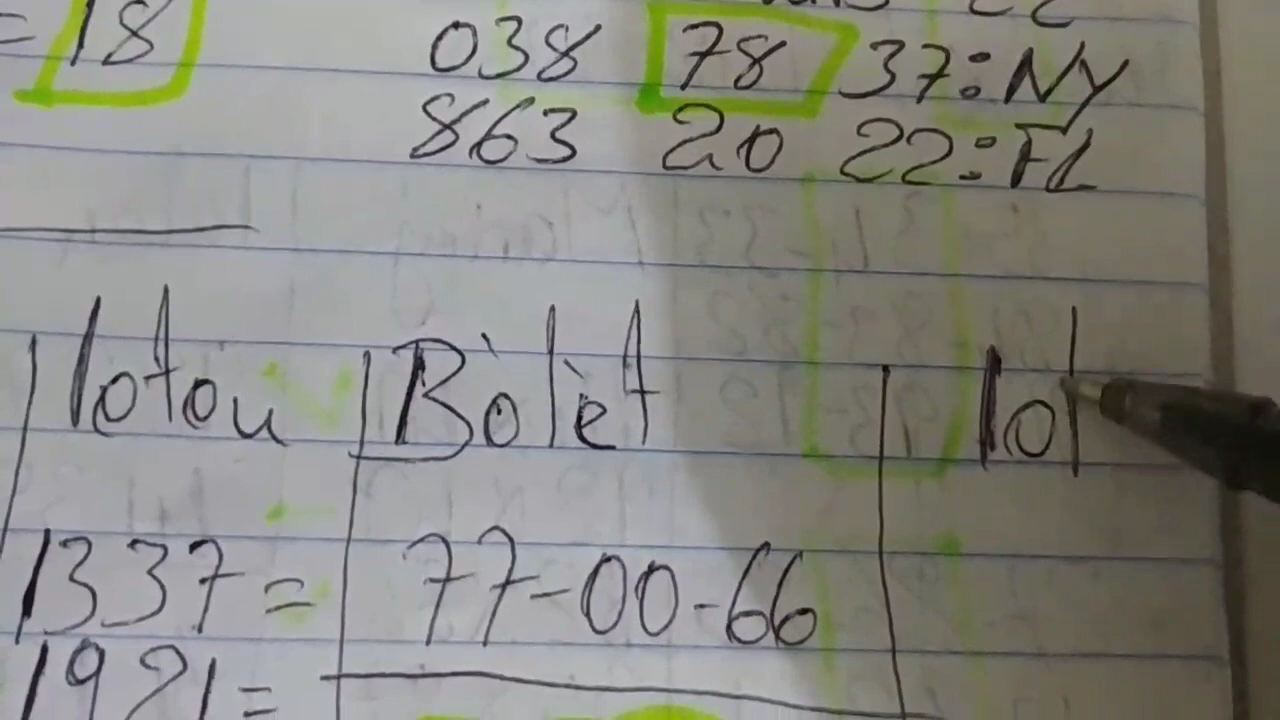 = 18
038 78 37:NY
863 20 22:FL
lotou Bòlèt lot
1337= 77-00-66
1921=